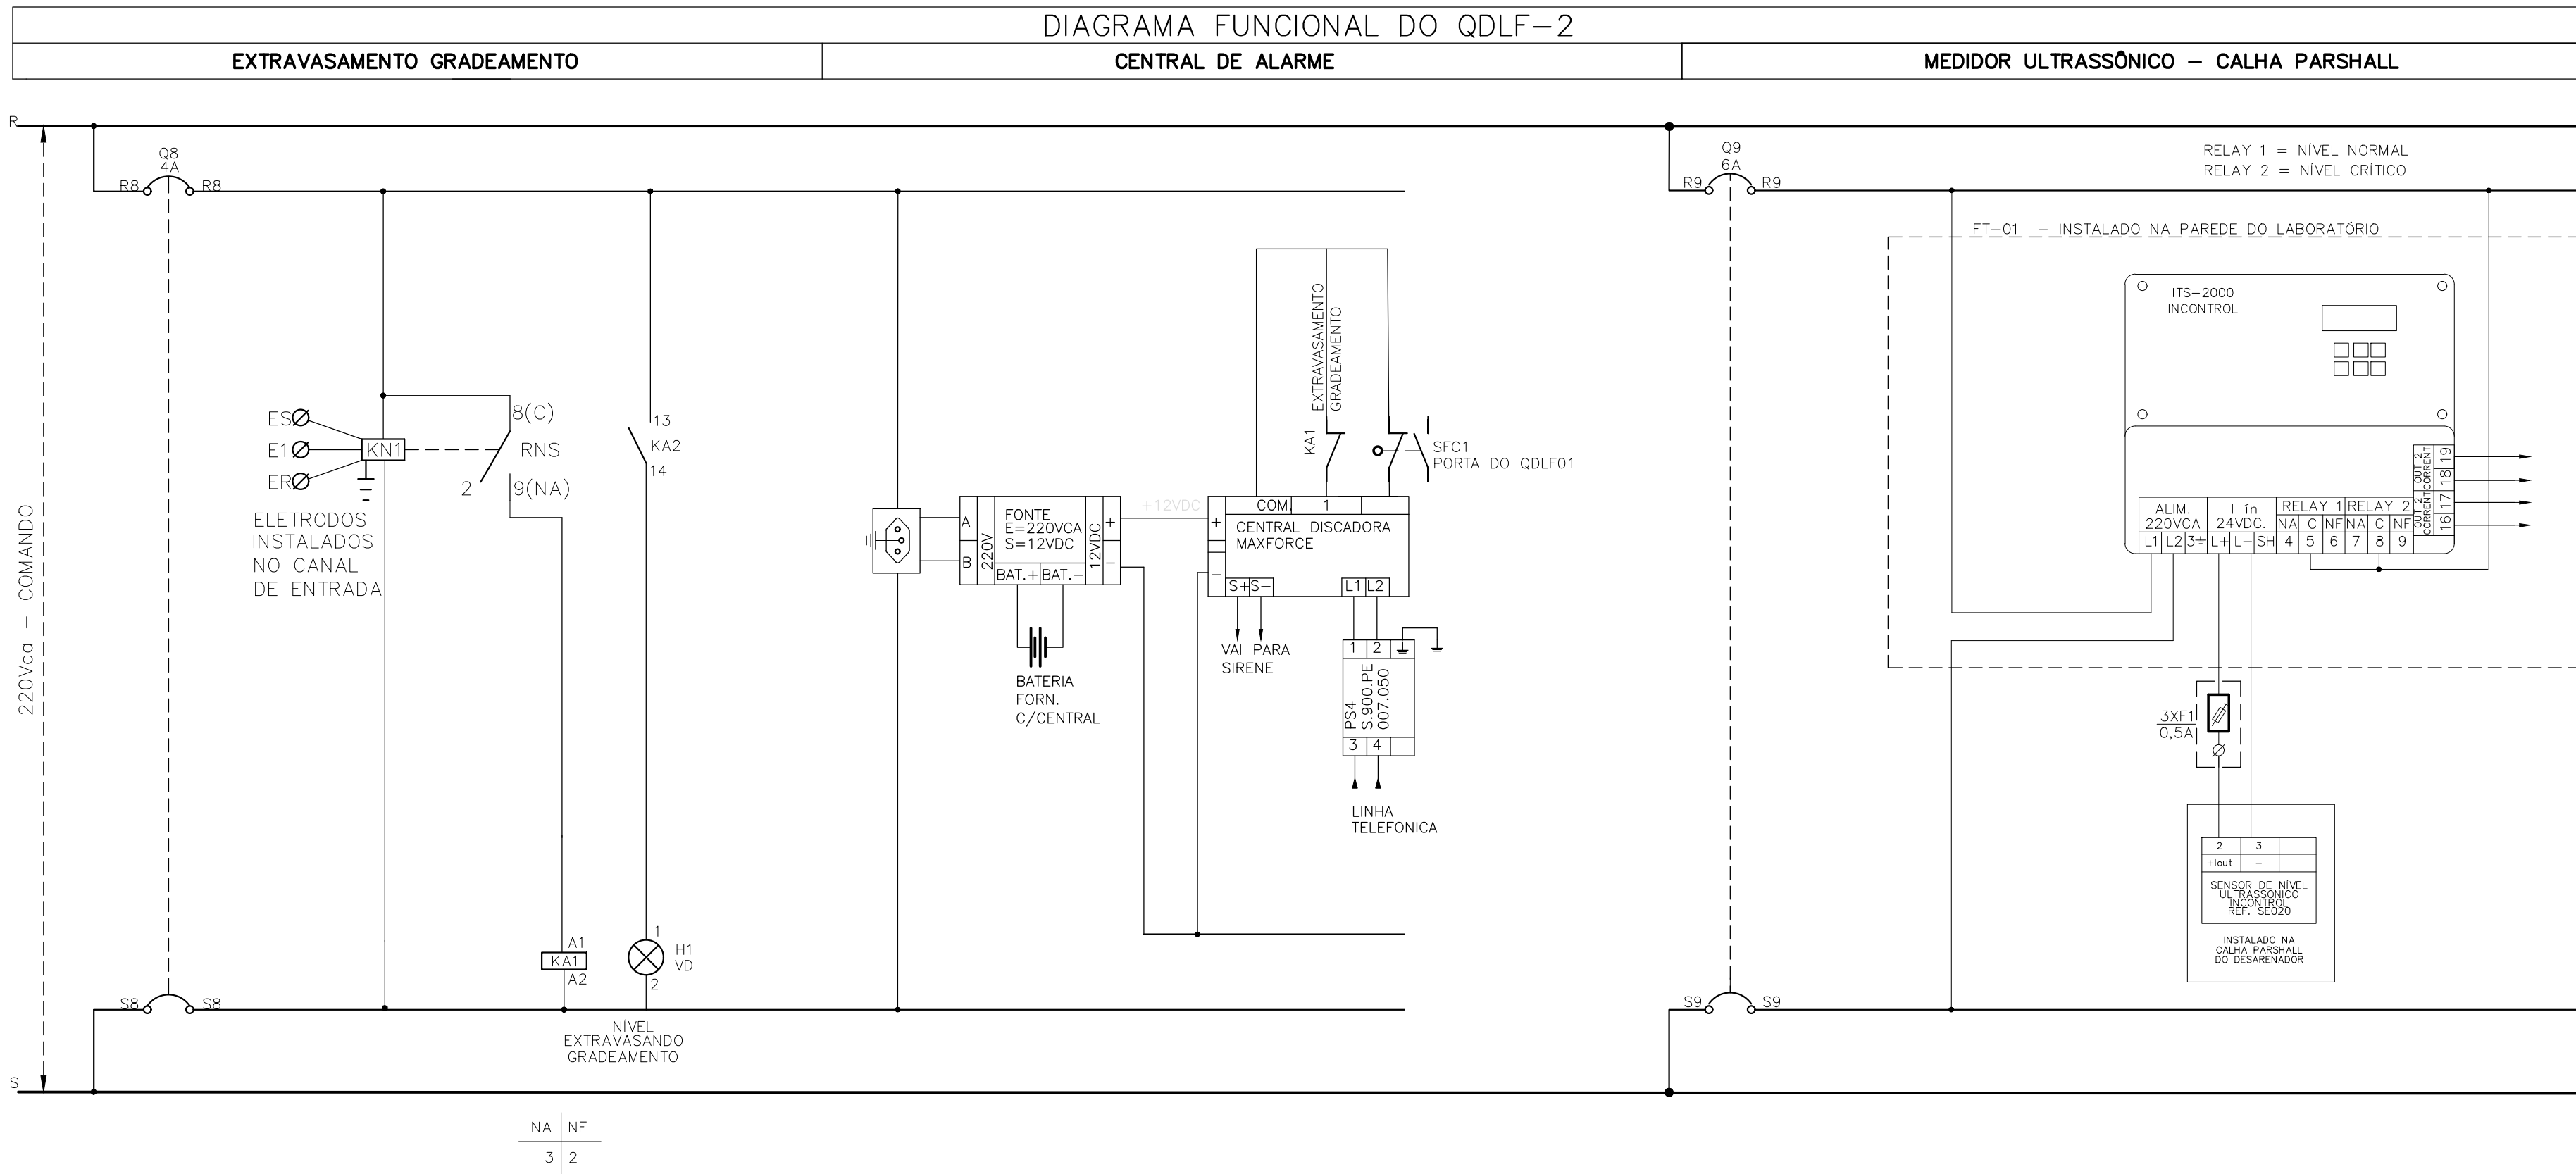 DIAGRAMA FUNCIONAL DO QDLF-2
EXTRAVASAMENTO GRADEAMENTO
CENTRAL DE ALARME
MEDIDOR ULTRASSÔNICO - CALHA PARSHALL
R
220Vca - COMANDO
S
Q8
4A
R8
R8
ES
E1
ER
KN1
8(C)
RNS
2
9(NA)
ELETRODOS
INSTALADOS
NO CANAL
DE ENTRADA
13
KA2
14
A1
KA1
A2
1
H1
VD
2
S8
S8
NÍVEL
EXTRAVASANDO
GRADEAMENTO
NA NF
3 2
A
B
220V
FONTE
E=220VCA
S=12VDC
BAT.+ BAT.-
12VDC
+
-
+12VDC
BATERIA
FORN.
C/CENTRAL
EXTRAVASAMENTO
GRADEAMENTO
KA1
SFC1
PORTA DO QDLF01
COM. 1
+
-
CENTRAL DISCADORA
MAXFORCE
S+ S-
L1 L2
VAI PARA
SIRENE
1 2
PS4
S.900.PE
007.050
3 4
LINHA
TELEFONICA
Q9
6A
R9
R9
S9
S9
RELAY 1 = NÍVEL NORMAL
RELAY 2 = NÍVEL CRÍTICO
FT-01 - INSTALADO NA PAREDE DO LABORATÓRIO
ITS-2000
INCONTROL
ALIM.
220VCA
I ín
24VDC.
RELAY 1 RELAY 2
NA C NF NA C NF
L1 L2 3 L+ L- SH 4 5 6 7 8 9
OUT 2
CORRENT
OUT 2
CORRENT
16 17 18 19
3XF1
0,5A
2 3
+Iout -
SENSOR DE NÍVEL
ULTRASSONICO
INCONTROL
REF. SE020
INSTALADO NA
CALHA PARSHALL
DO DESARENADOR